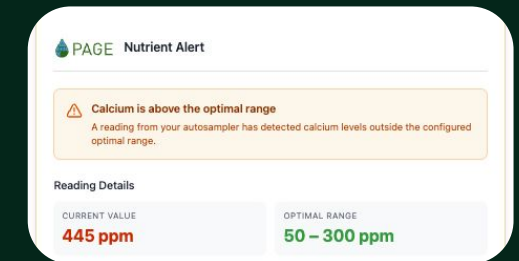 PAGE Nutrient Alert
Calcium is above the optimal range
A reading from your autosampler has detected calcium levels outside the configured
optimal range.
Reading Details
CURRENT VALUE
445 ppm
OPTIMAL RANGE
50 – 300 ppm